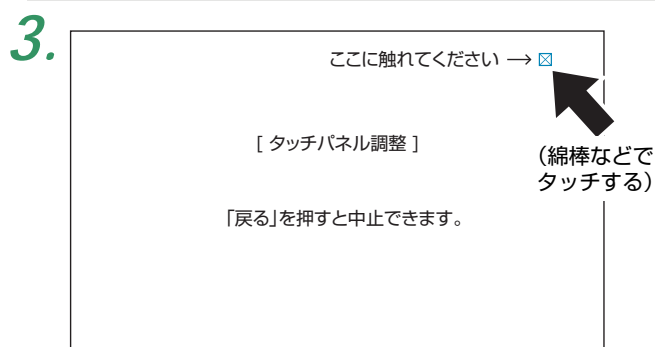 3.
ここに触れてください →
[ タッチパネル調整 ]
（綿棒などで
タッチする）
「戻る」を押すと中止できます。